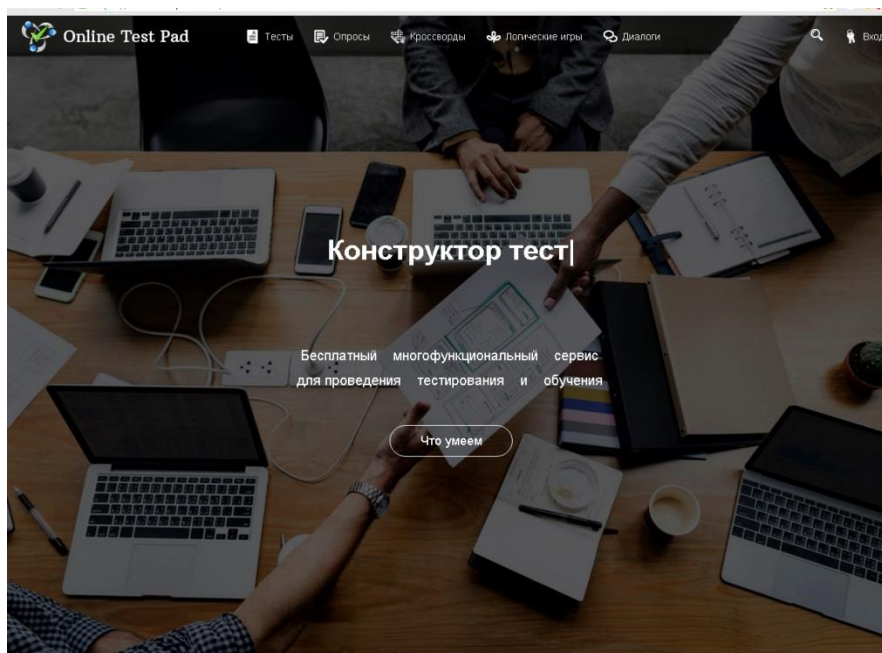 Online Test Pad
Тесты
Опросы
Кроссворды
Логические игры
Диалоги
Вход
Конструктор тест
Бесплатный многофункциональный сервис
для проведения тестирования и обучения
Что умеем